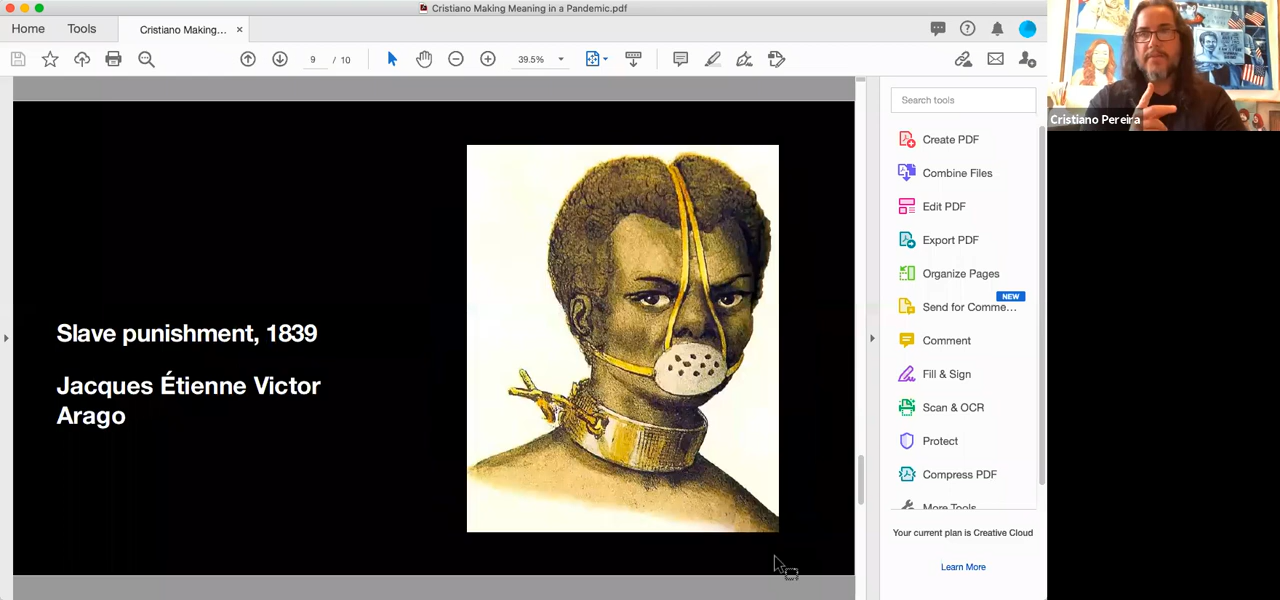 Cristiano Making Meaning in a Pandemic.pdf
Home Tools Cristiano Making... ×
9 / 10 39.5%
Cristiano Pereira
Slave punishment, 1839
Jacques Étienne Victor
Arago
Search tools
Create PDF
Combine Files
Edit PDF
Export PDF
Organize Pages
NEW
Send for Comme...
Comment
Fill & Sign
Scan & OCR
Protect
Compress PDF
More Tools
Your current plan is Creative Cloud
Learn More